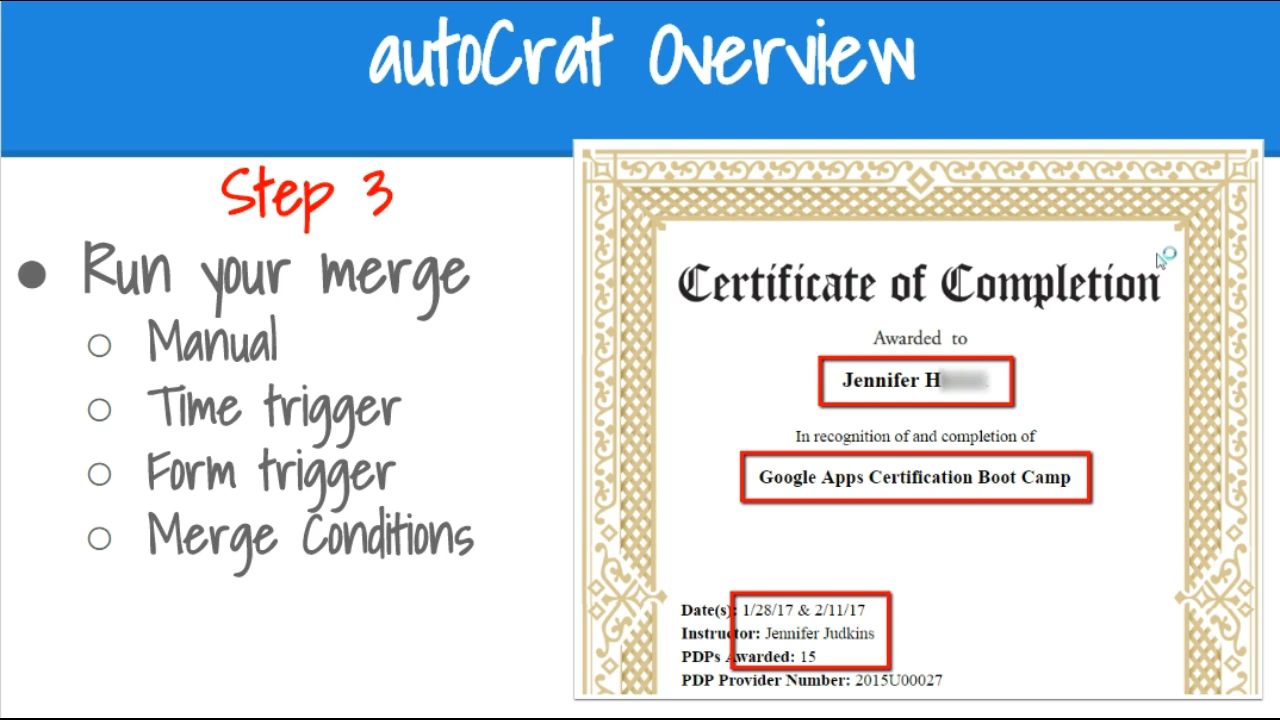 autoCrat Overview
Step 3
Run your merge
Manual
Time trigger
Form trigger
Merge Conditions
Certificate of Completion
Awarded to
Jennifer
In recognition of and completion of
Google Apps Certification Boot Camp
Date(s): 1/28/17 & 2/11/17
Instructor: Jennifer Judkins
PDPs Awarded: 15
PDP Provider Number: 2015U00027